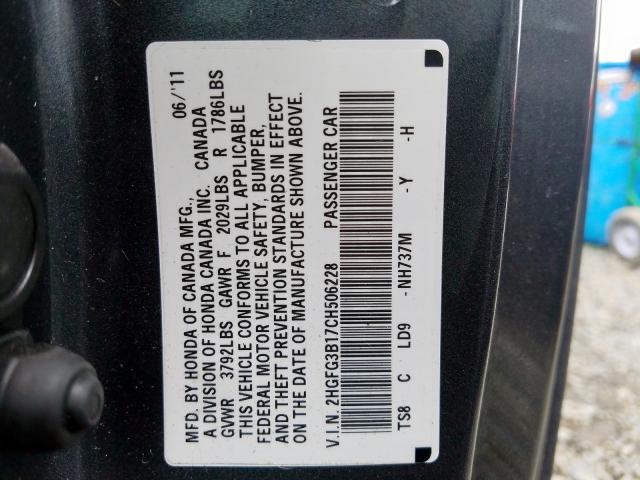 MFD. BY HONDA OF CANADA MFG., 06/'11
A DIVISION OF HONDA CANADA INC. CANADA
GVWR 3792LBS GAWR F 2029LBS R 1786LBS
THIS VEHICLE CONFORMS TO ALL APPLICABLE
FEDERAL MOTOR VEHICLE SAFETY, BUMPER,
AND THEFT PREVENTION STANDARDS IN EFFECT
ON THE DATE OF MANUFACTURE SHOWN ABOVE.
V.I.N. 2HGFG3B17CH506228 PASSENGER CAR
TS8 C LD9 -NH737M -Y -H